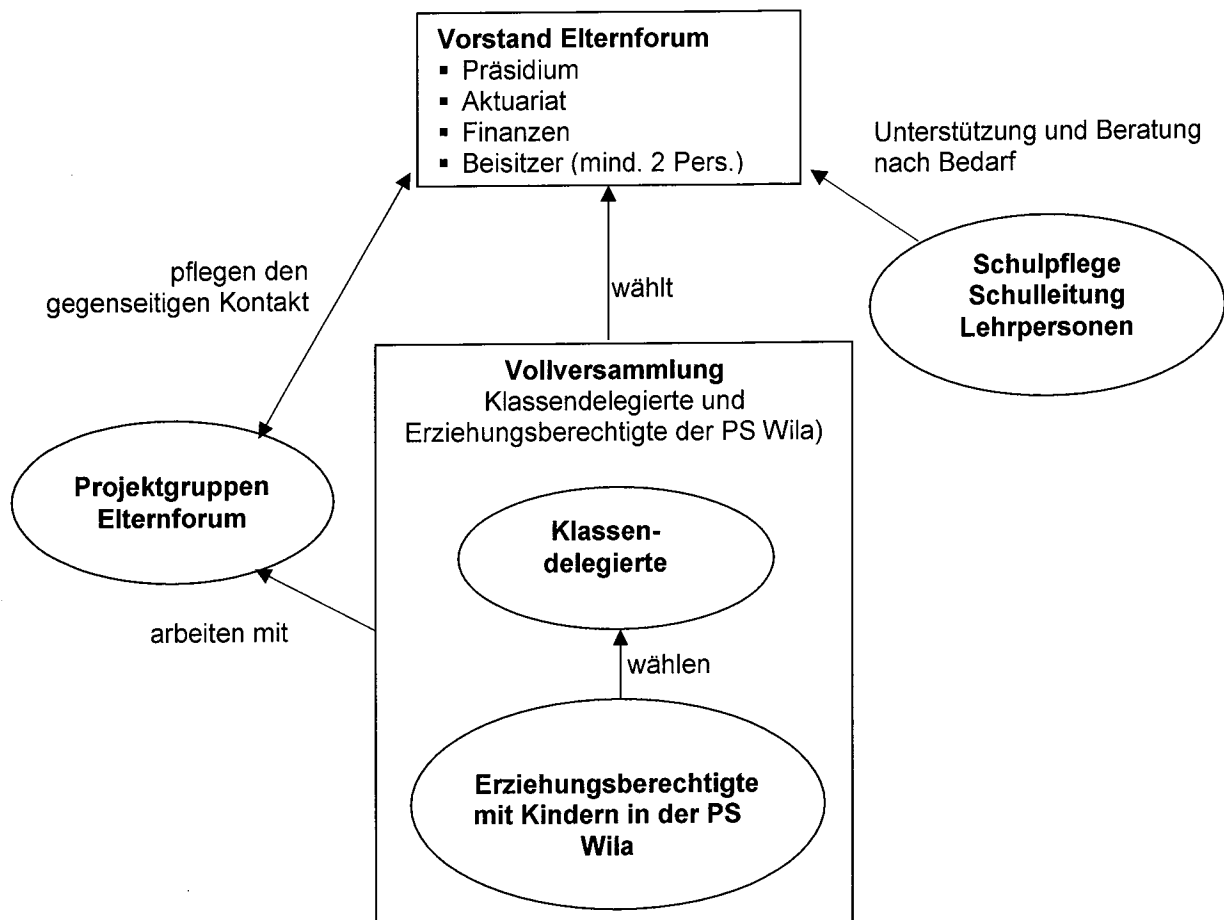 Vorstand Elternforum
▪ Präsidium
▪ Aktuariat
▪ Finanzen
▪ Beisitzer (mind. 2 Pers.)
Unterstützung und Beratung
nach Bedarf
Schulpflege
Schulleitung
Lehrpersonen
pflegen den
gegenseitigen Kontakt
wählt
Vollversammlung
Klassendelegierte und
Erziehungsberechtigte der PS Wila)
Projektgruppen
Elternforum
Klassen-
delegierte
arbeiten mit
wählen
Erziehungsberechtigte
mit Kindern in der PS
Wila